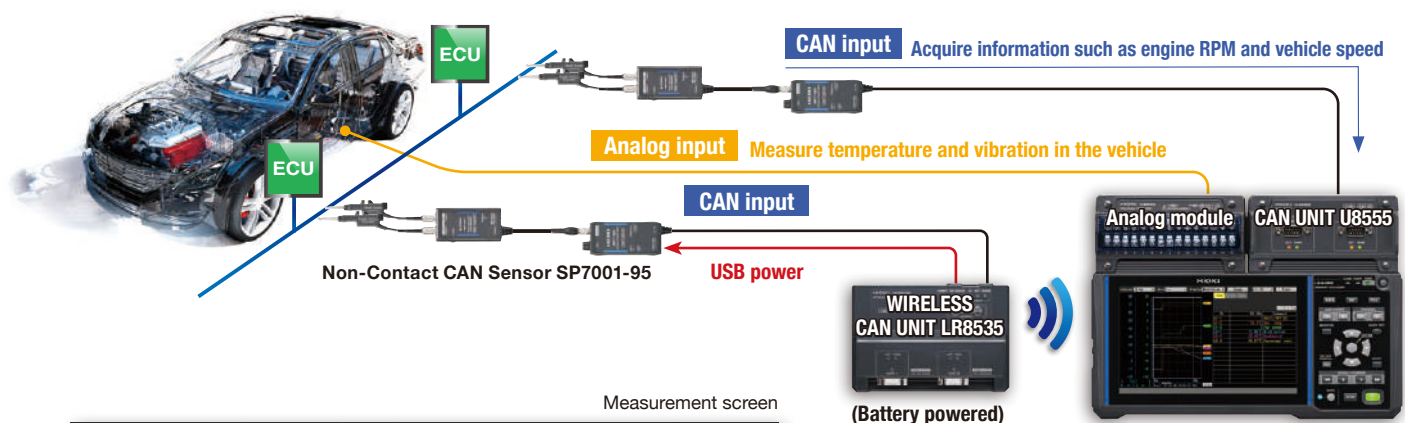 ECU
CAN input
Acquire information such as engine RPM and vehicle speed
Analog input
Measure temperature and vibration in the vehicle
ECU
CAN input
Analog module
CAN UNIT U8555
Non-Contact CAN Sensor SP7001-95
USB power
WIRELESS
CAN UNIT LR8535
HIOKI
Measurement screen
(Battery powered)